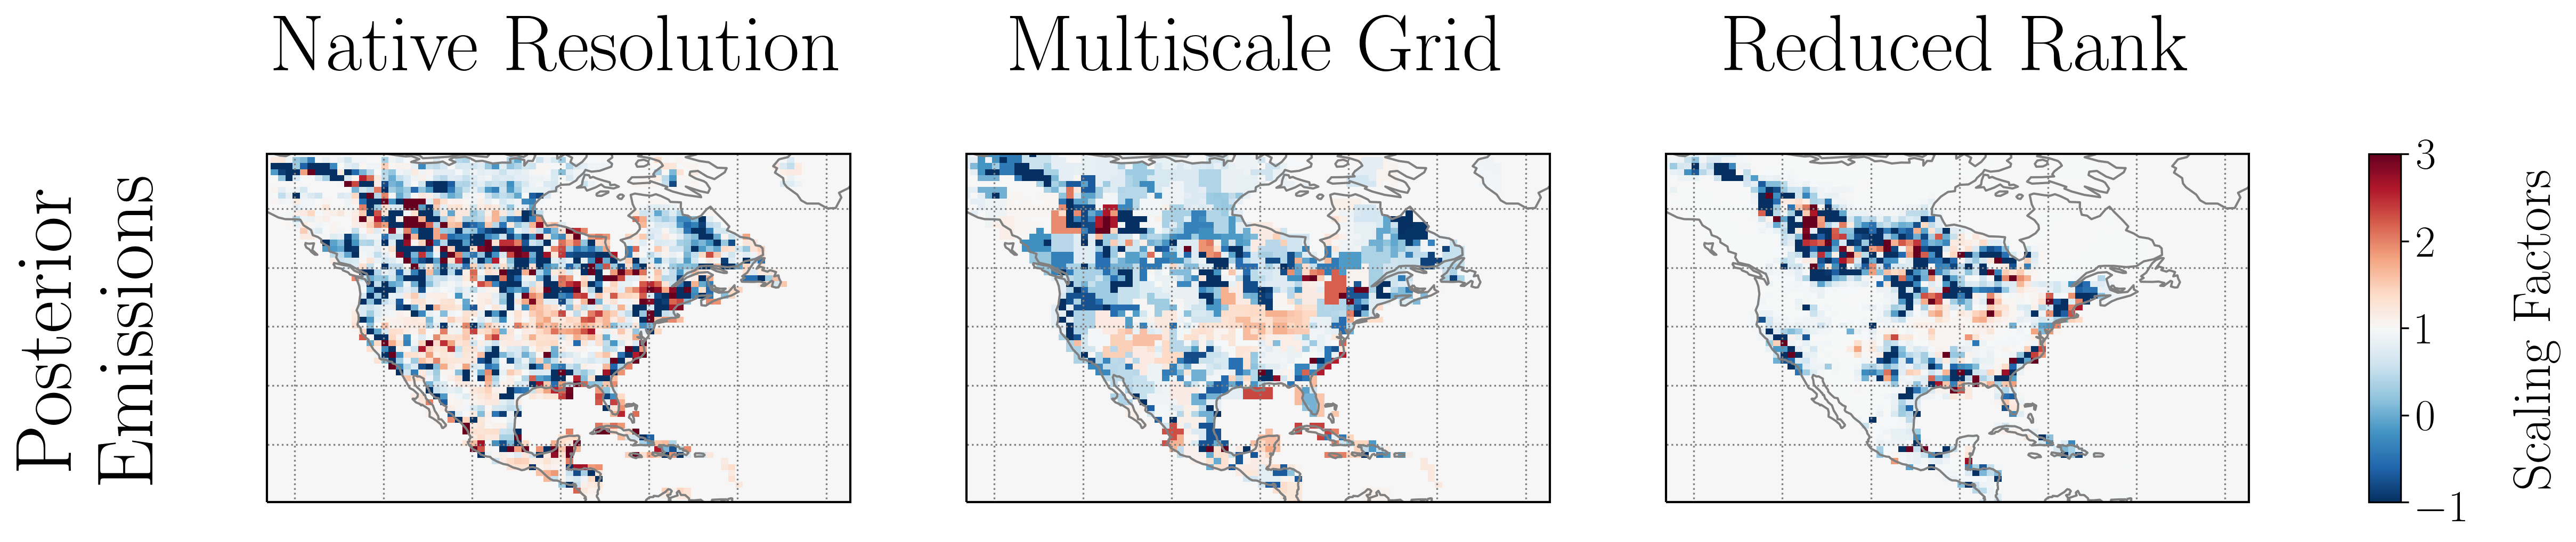 Native Resolution
Multiscale Grid
Reduced Rank
Posterior
Emissions
3
2
1
0
−1
Scaling Factors